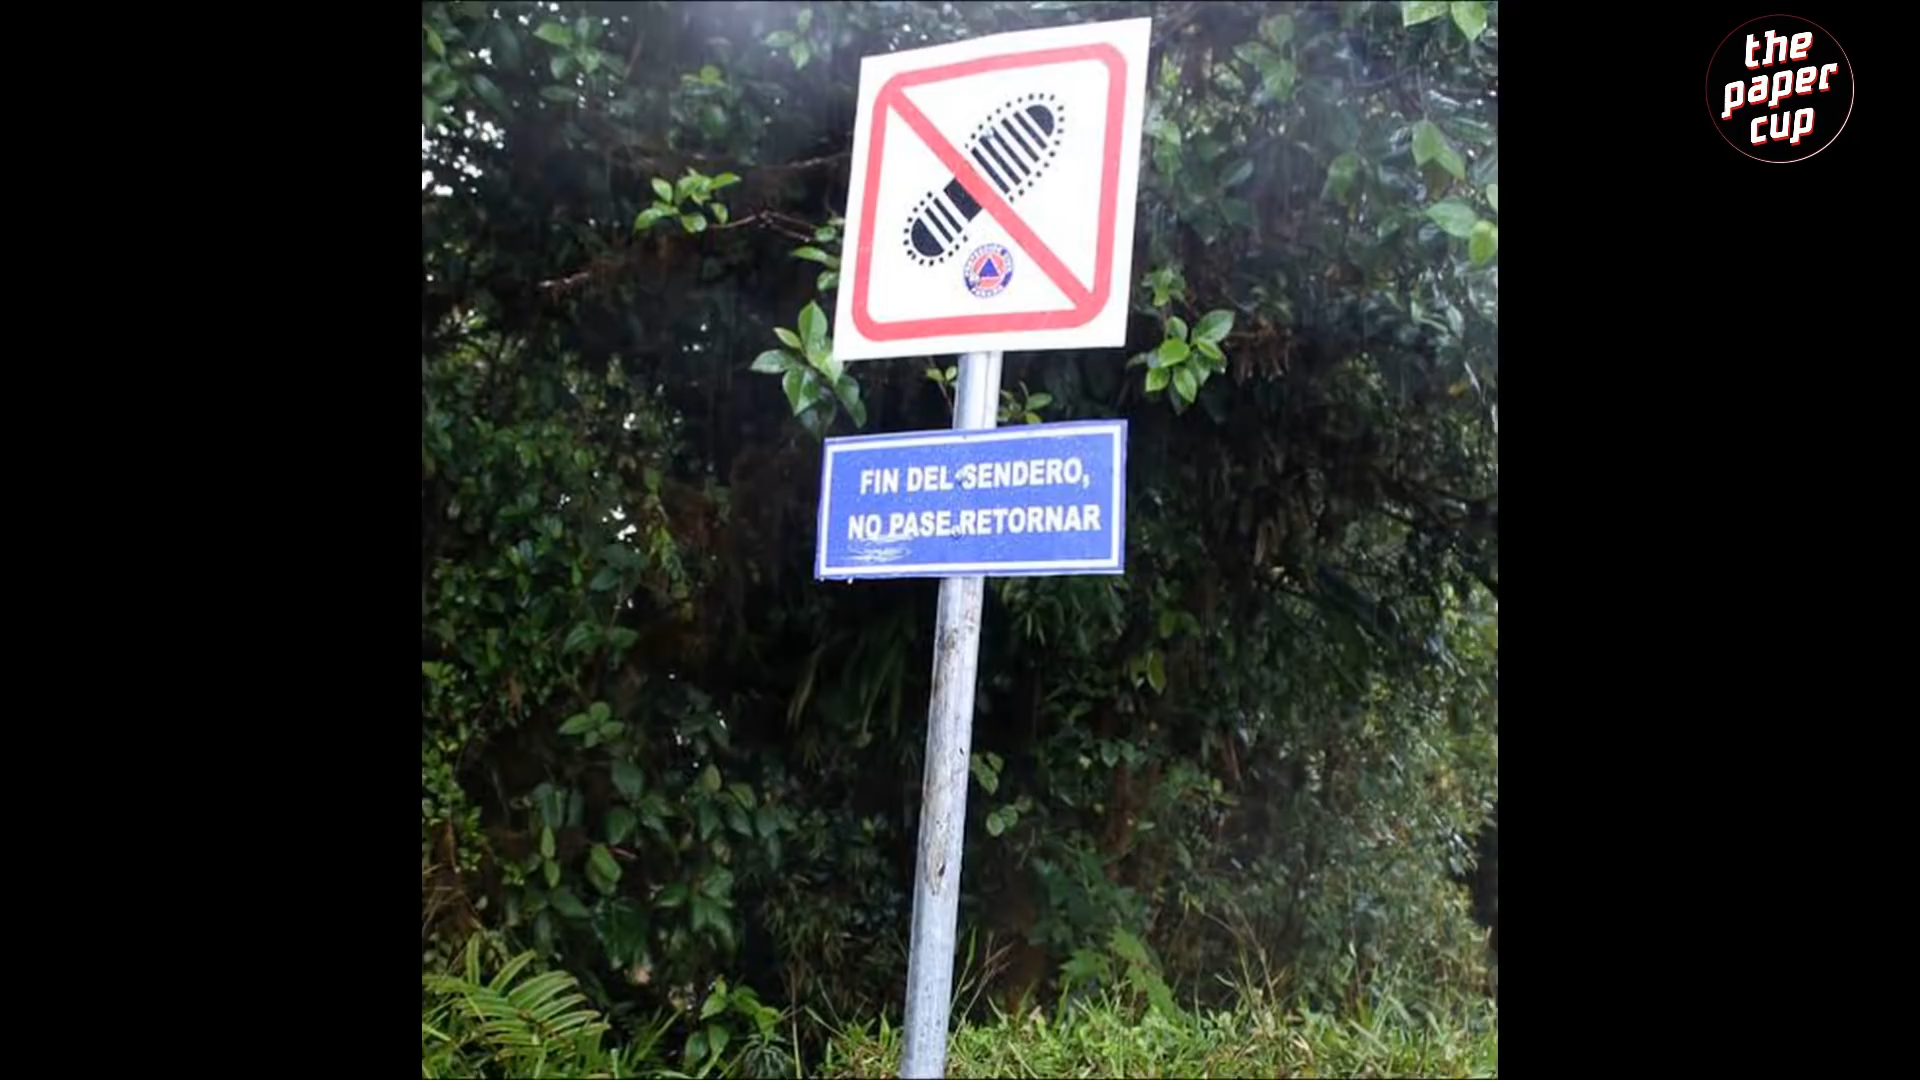 the
paper
cup
FIN DEL SENDERO,
NO PASE, RETORNAR